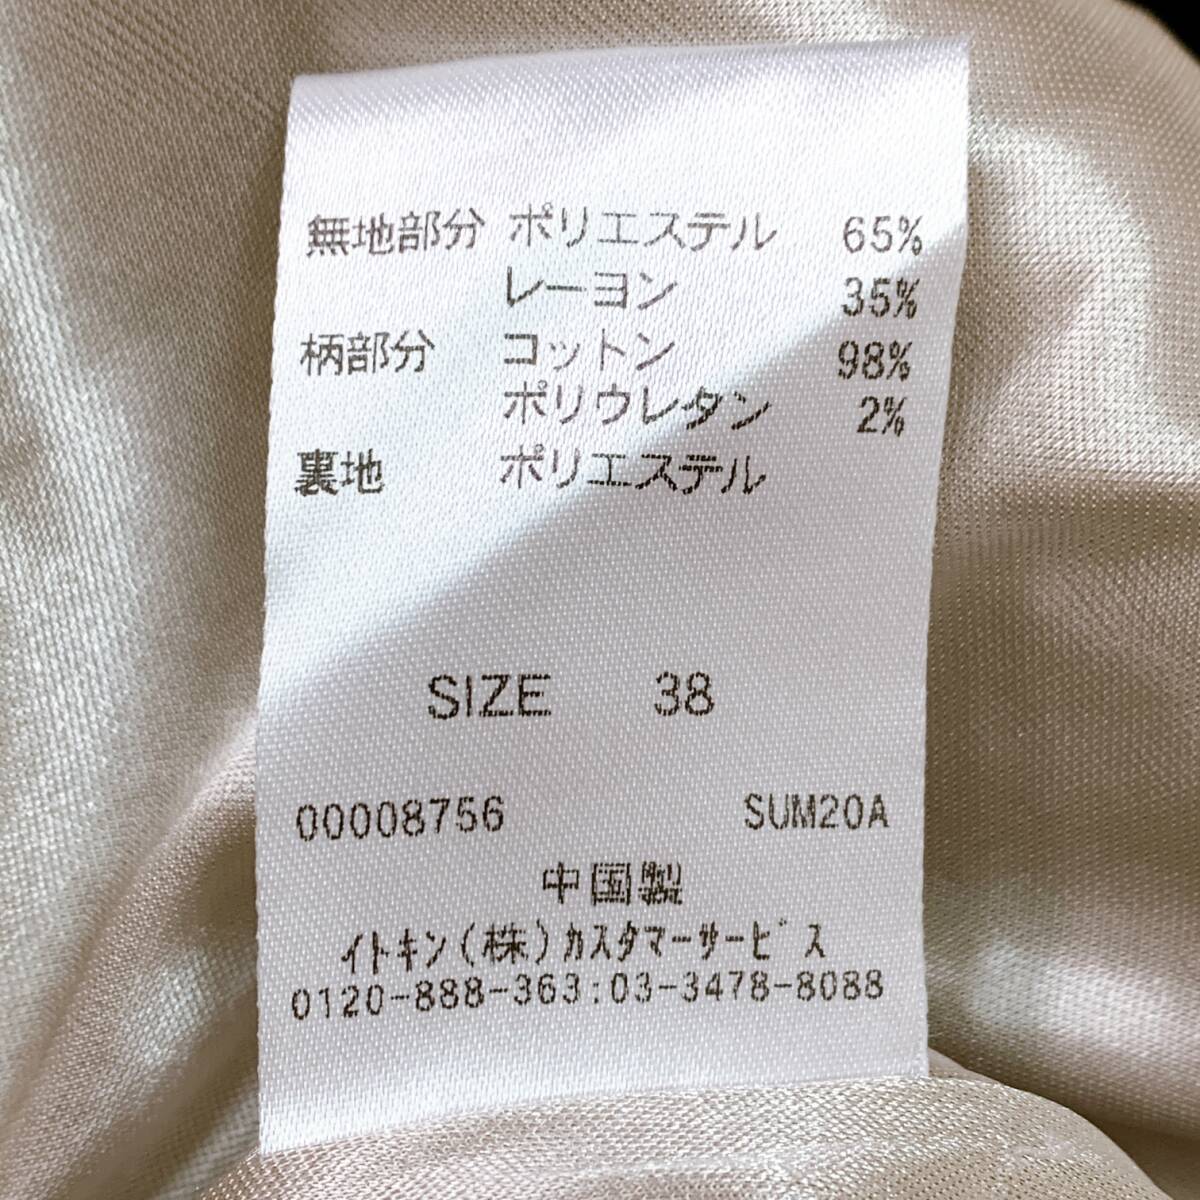 無地部分 ポリエステル 65%
レーヨン 35%
柄部分 コットン 98%
ポリウレタン 2%
裏地 ポリエステル
SIZE 38
00008756 SUM20A
中国製
イトキン(株)カスタマーサービス
0120-888-363:03-3478-8088